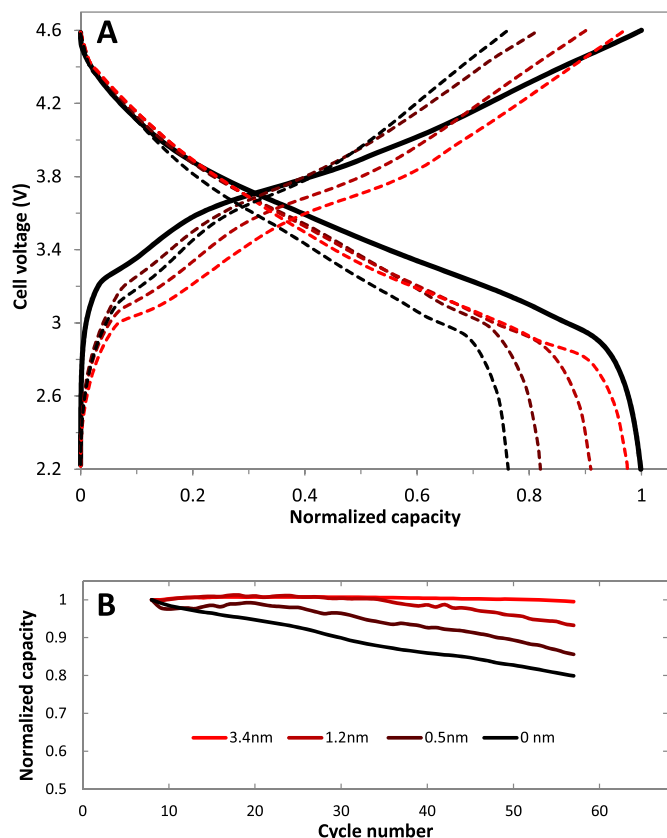 A
4.6
4.2
3.8
3.4
3
2.6
2.2
Cell voltage (V)
0 0.2 0.4 0.6 0.8 1
Normalized capacity
B
1
0.9
0.8
0.7
0.6
0.5
Normalized capacity
3.4nm 1.2nm 0.5nm 0 nm
0 10 20 30 40 50 60
Cycle number